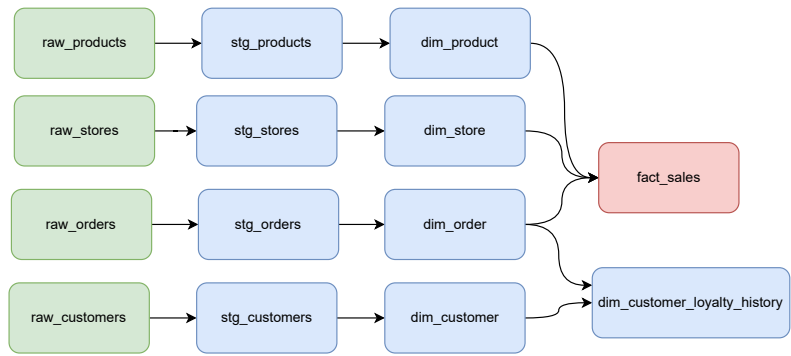 raw_products
stg_products
dim_product
raw_stores
stg_stores
dim_store
fact_sales
raw_orders
stg_orders
dim_order
dim_customer_loyalty_history
raw_customers
stg_customers
dim_customer